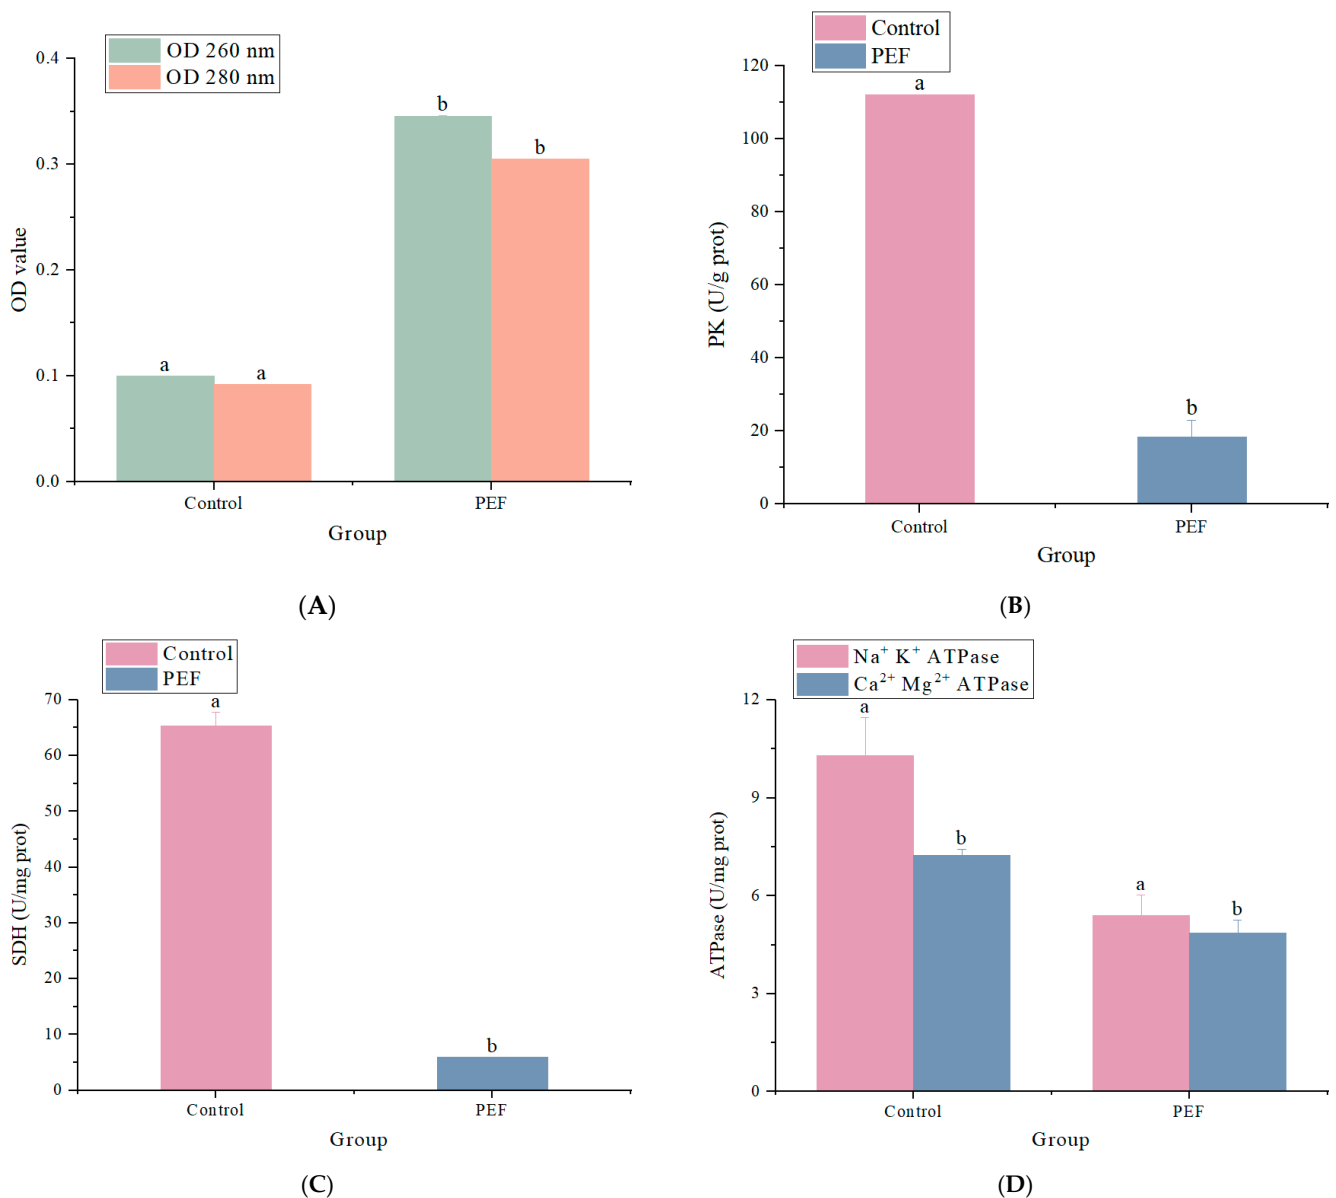 OD 260 nm
OD 280 nm
0.4
0.3
0.2
0.1
0.0
OD value
a
a
b
b
Control
PEF
Group
(A)
Control
PEF
120
100
80
60
40
20
0
PK (U/g prot)
a
b
Control
PEF
Group
(B)
Control
PEF
70
60
50
40
30
20
10
0
SDH (U/mg prot)
a
b
Control
PEF
Group
(C)
Na⁺ K⁺ ATPase
Ca²⁺ Mg²⁺ ATPase
12
9
6
3
0
ATPase (U/mg prot)
a
b
a
b
Control
PEF
Group
(D)